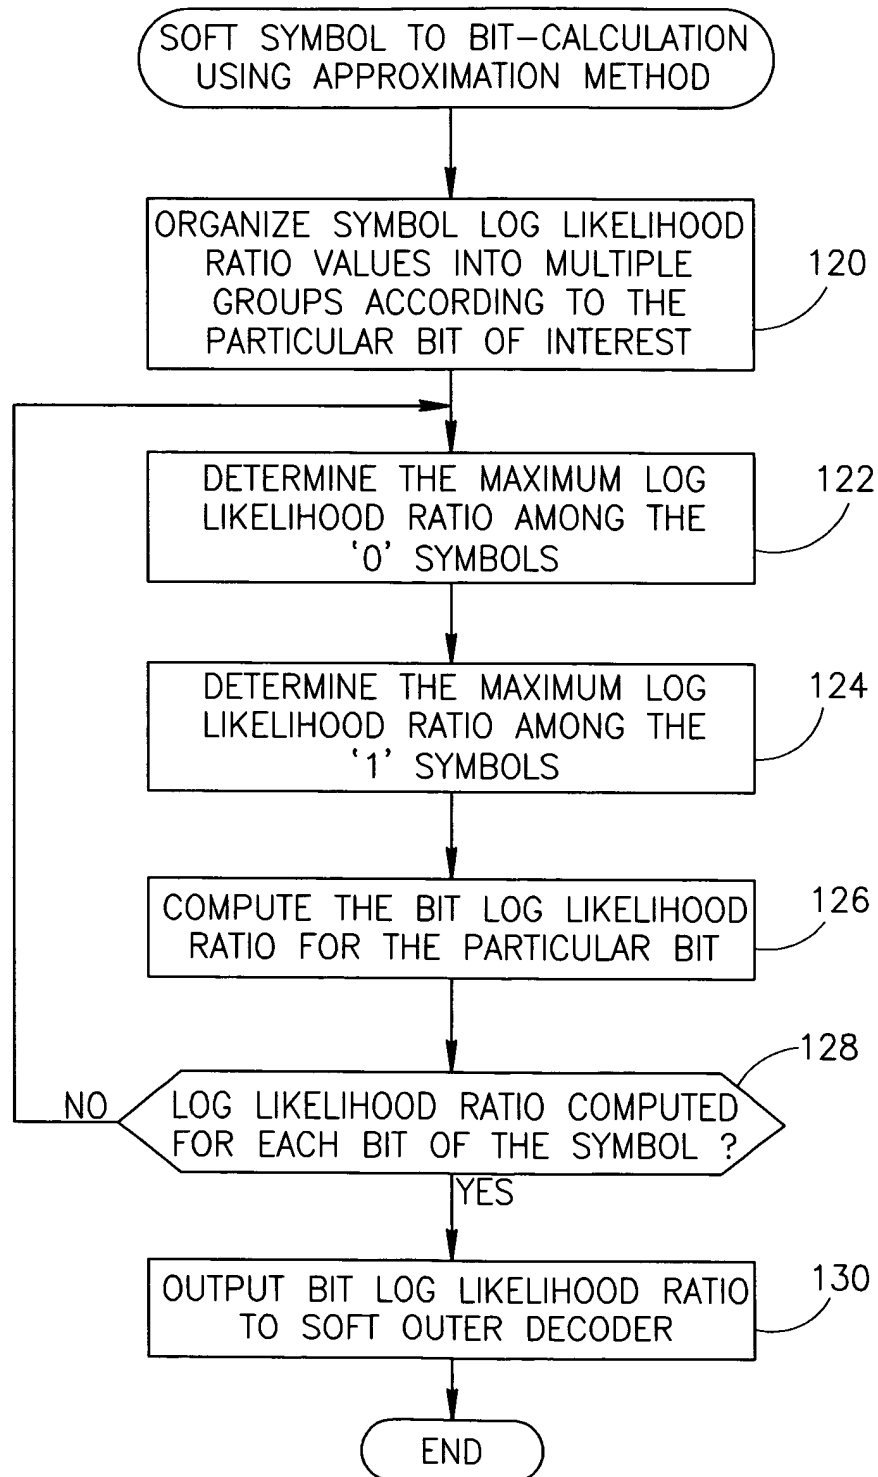 SOFT SYMBOL TO BIT-CALCULATION
USING APPROXIMATION METHOD
ORGANIZE SYMBOL LOG LIKELIHOOD
RATIO VALUES INTO MULTIPLE
GROUPS ACCORDING TO THE
PARTICULAR BIT OF INTEREST
120
DETERMINE THE MAXIMUM LOG
LIKELIHOOD RATIO AMONG THE
'0' SYMBOLS
122
DETERMINE THE MAXIMUM LOG
LIKELIHOOD RATIO AMONG THE
'1' SYMBOLS
124
COMPUTE THE BIT LOG LIKELIHOOD
RATIO FOR THE PARTICULAR BIT
126
128
NO
LOG LIKELIHOOD RATIO COMPUTED
FOR EACH BIT OF THE SYMBOL ?
YES
OUTPUT BIT LOG LIKELIHOOD RATIO
TO SOFT OUTER DECODER
130
END